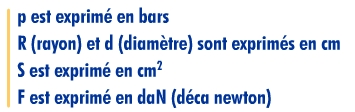 p est exprimé en bars
R (rayon) et d (diamètre) sont exprimés en cm
S est exprimé en cm²
F est exprimé en daN (déca newton)